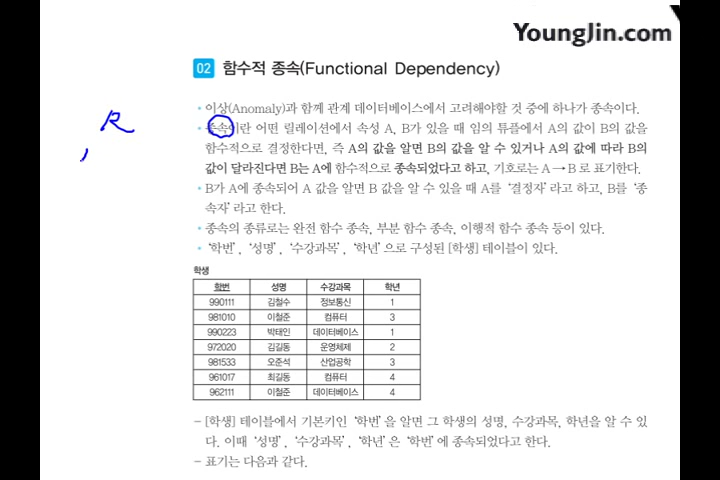 YoungJin.com
02 함수적 종속(Functional Dependency)
• 이상(Anomaly)과 함께 관계 데이터베이스에서 고려해야할 것 중에 하나가 종속이다.
R
• 종속이란 어떤 릴레이션에서 속성 A, B가 있을 때 임의 튜플에서 A의 값이 B의 값을
함수적으로 결정한다면, 즉 A의 값을 알면 B의 값을 알 수 있거나 A의 값에 따라 B의
값이 달라진다면 B는 A에 함수적으로 종속되었다고 하고, 기호로는 A→B 로 표기한다.
• B가 A에 종속되어 A 값을 알면 B 값을 알 수 있을 때 A를 '결정자' 라고 하고, B를 '종
속자' 라고 한다.
• 종속의 종류로는 완전 함수 종속, 부분 함수 종속, 이행적 함수 종속 등이 있다.
• '학번', '성명', '수강과목', '학년'으로 구성된 [학생] 테이블이 있다.
학생
학번 성명 수강과목 학년
990111 김철수 정보통신 1
981010 이철준 컴퓨터 3
990223 박태인 데이터베이스 1
972020 김길동 운영체제 2
981533 오준석 산업공학 3
961017 최길동 컴퓨터 4
962111 이철준 데이터베이스 4
- [학생] 테이블에서 기본키인 '학번'을 알면 그 학생의 성명, 수강과목, 학년을 알 수 있
다. 이때 '성명', '수강과목', '학년'은 '학번'에 종속되었다고 한다.
- 표기는 다음과 같다.